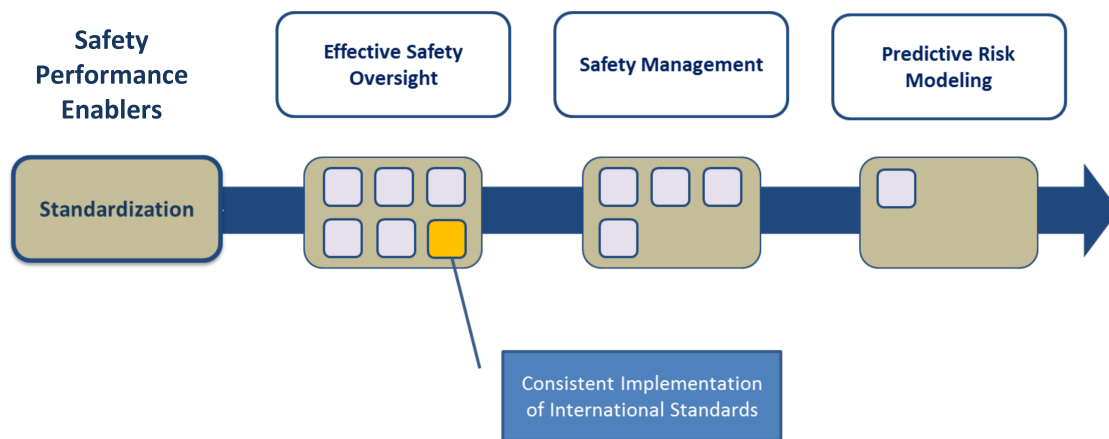 Safety
Performance
Enablers
Effective Safety
Oversight
Safety Management
Predictive Risk
Modeling
Standardization
Consistent Implementation
of International Standards